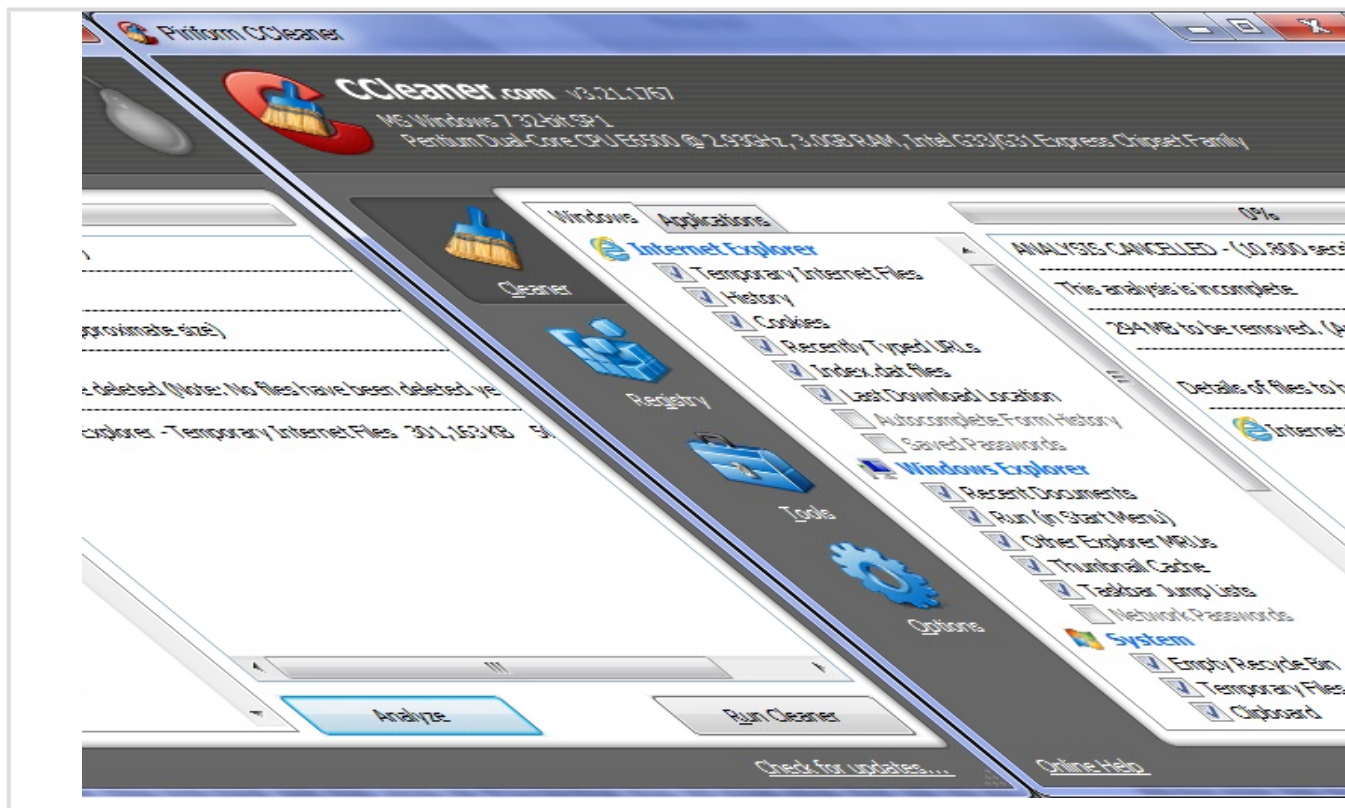 Piriform CCleaner
CCleaner.com v3.21.1767
MS Windows 7 32-bit SP1
Pentium Dual-Core CPU E6500 @ 2.93GHz, 3.0GB RAM, Intel G33/G31 Express Chipset Family
Cleaner
Registry
Tools
Options
Windows
Applications
Internet Explorer
Temporary Internet Files
History
Cookies
Recently Typed URLs
Index.dat files
Last Download Location
Autocomplete Form History
Saved Passwords
Windows Explorer
Recent Documents
Run (in Start Menu)
Other Explorer MRUs
Thumbnail Cache
Taskbar Jump Lists
Network Passwords
System
Empty Recycle Bin
Temporary Files
Clipboard
0%
ANALYSIS CANCELLED - (10.800
This analysis is incomplete.
294 MB to be removed.
Details of files to
Internet
size)
deleted (Note: No files have been deleted
Explorer - Temporary Internet Files 301,163 KB
Analyze
Run Cleaner
Check for updates...
Online Help